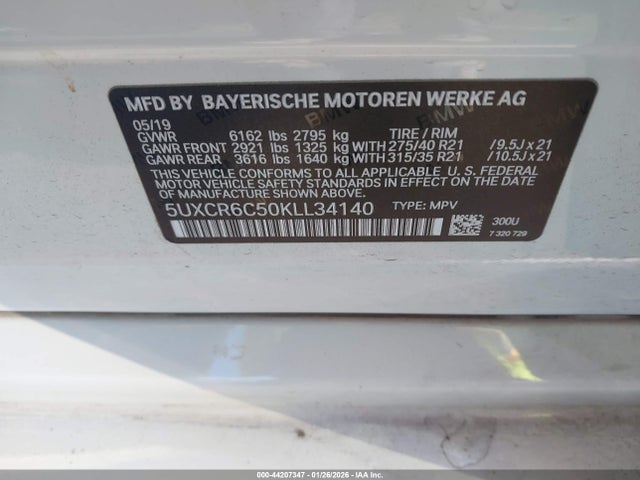 MFD BY BAYERISCHE MOTOREN WERKE AG
05/19
GVWR 6162 lbs 2795 kg TIRE / RIM
GAWR FRONT 2921 lbs 1325 kg WITH 275/40 R21 / 9.5J x 21
GAWR REAR 3616 lbs 1640 kg WITH 315/35 R21 / 10.5J x 21
THIS VEHICLE CONFORMS TO ALL APPLICABLE U. S. FEDERAL
MOTOR VEHICLE SAFETY STANDARDS IN EFFECT ON THE DATE OF
MANUFACTURE SHOWN ABOVE.
5UXCR6C50KLL34140 TYPE: MPV
300U
7 320 729
000-44207347 | 01/26/2026 | COPART IAA